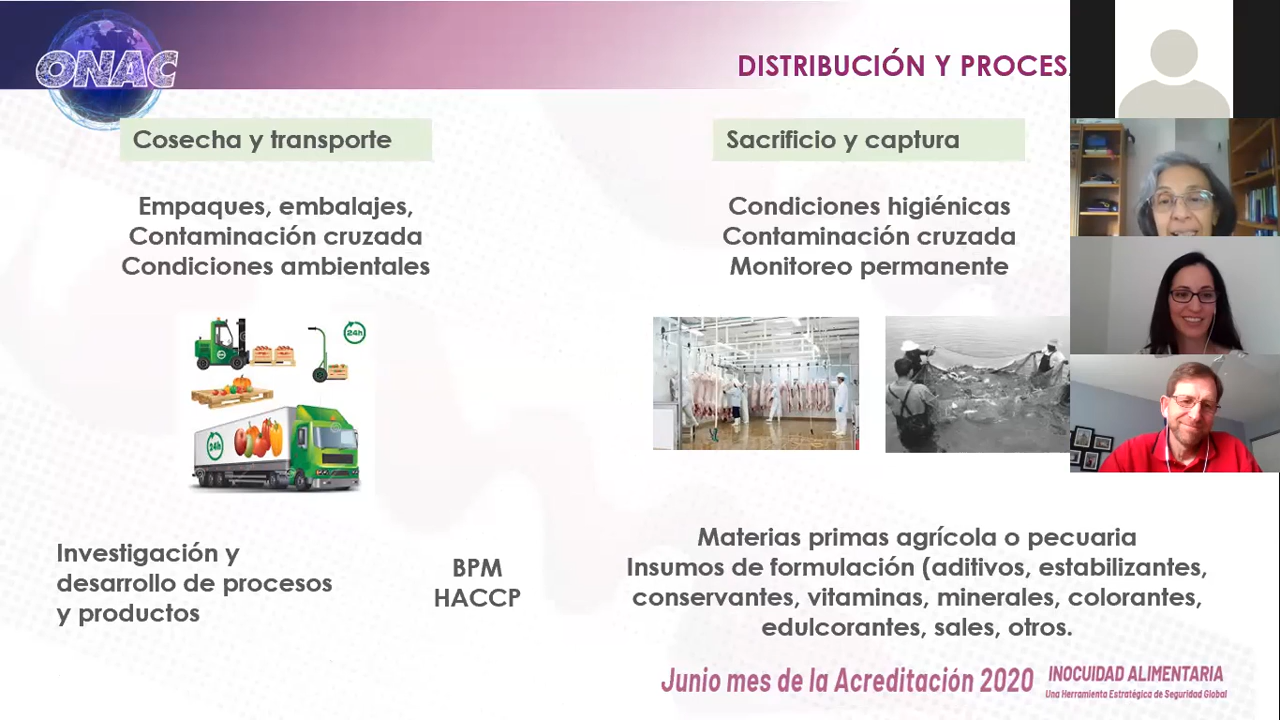 ONAC
DISTRIBUCIÓN Y
Cosecha y transporte
Sacrificio y captura
Empaques, embalajes,
Contaminación cruzada
Condiciones ambientales
Condiciones higiénicas
Contaminación cruzada
Monitoreo permanente
24h
24h
Investigación y
desarrollo de procesos
y productos
BPM
HACCP
Materias primas agrícola o pecuaria
Insumos de formulación (aditivos, estabilizantes,
conservantes, vitaminas, minerales, colorantes,
edulcorantes, sales, otros.
Junio mes de la Acreditación 2020
INOCUIDAD ALIMENTARIA
Una Herramienta Estratégica de Seguridad Global